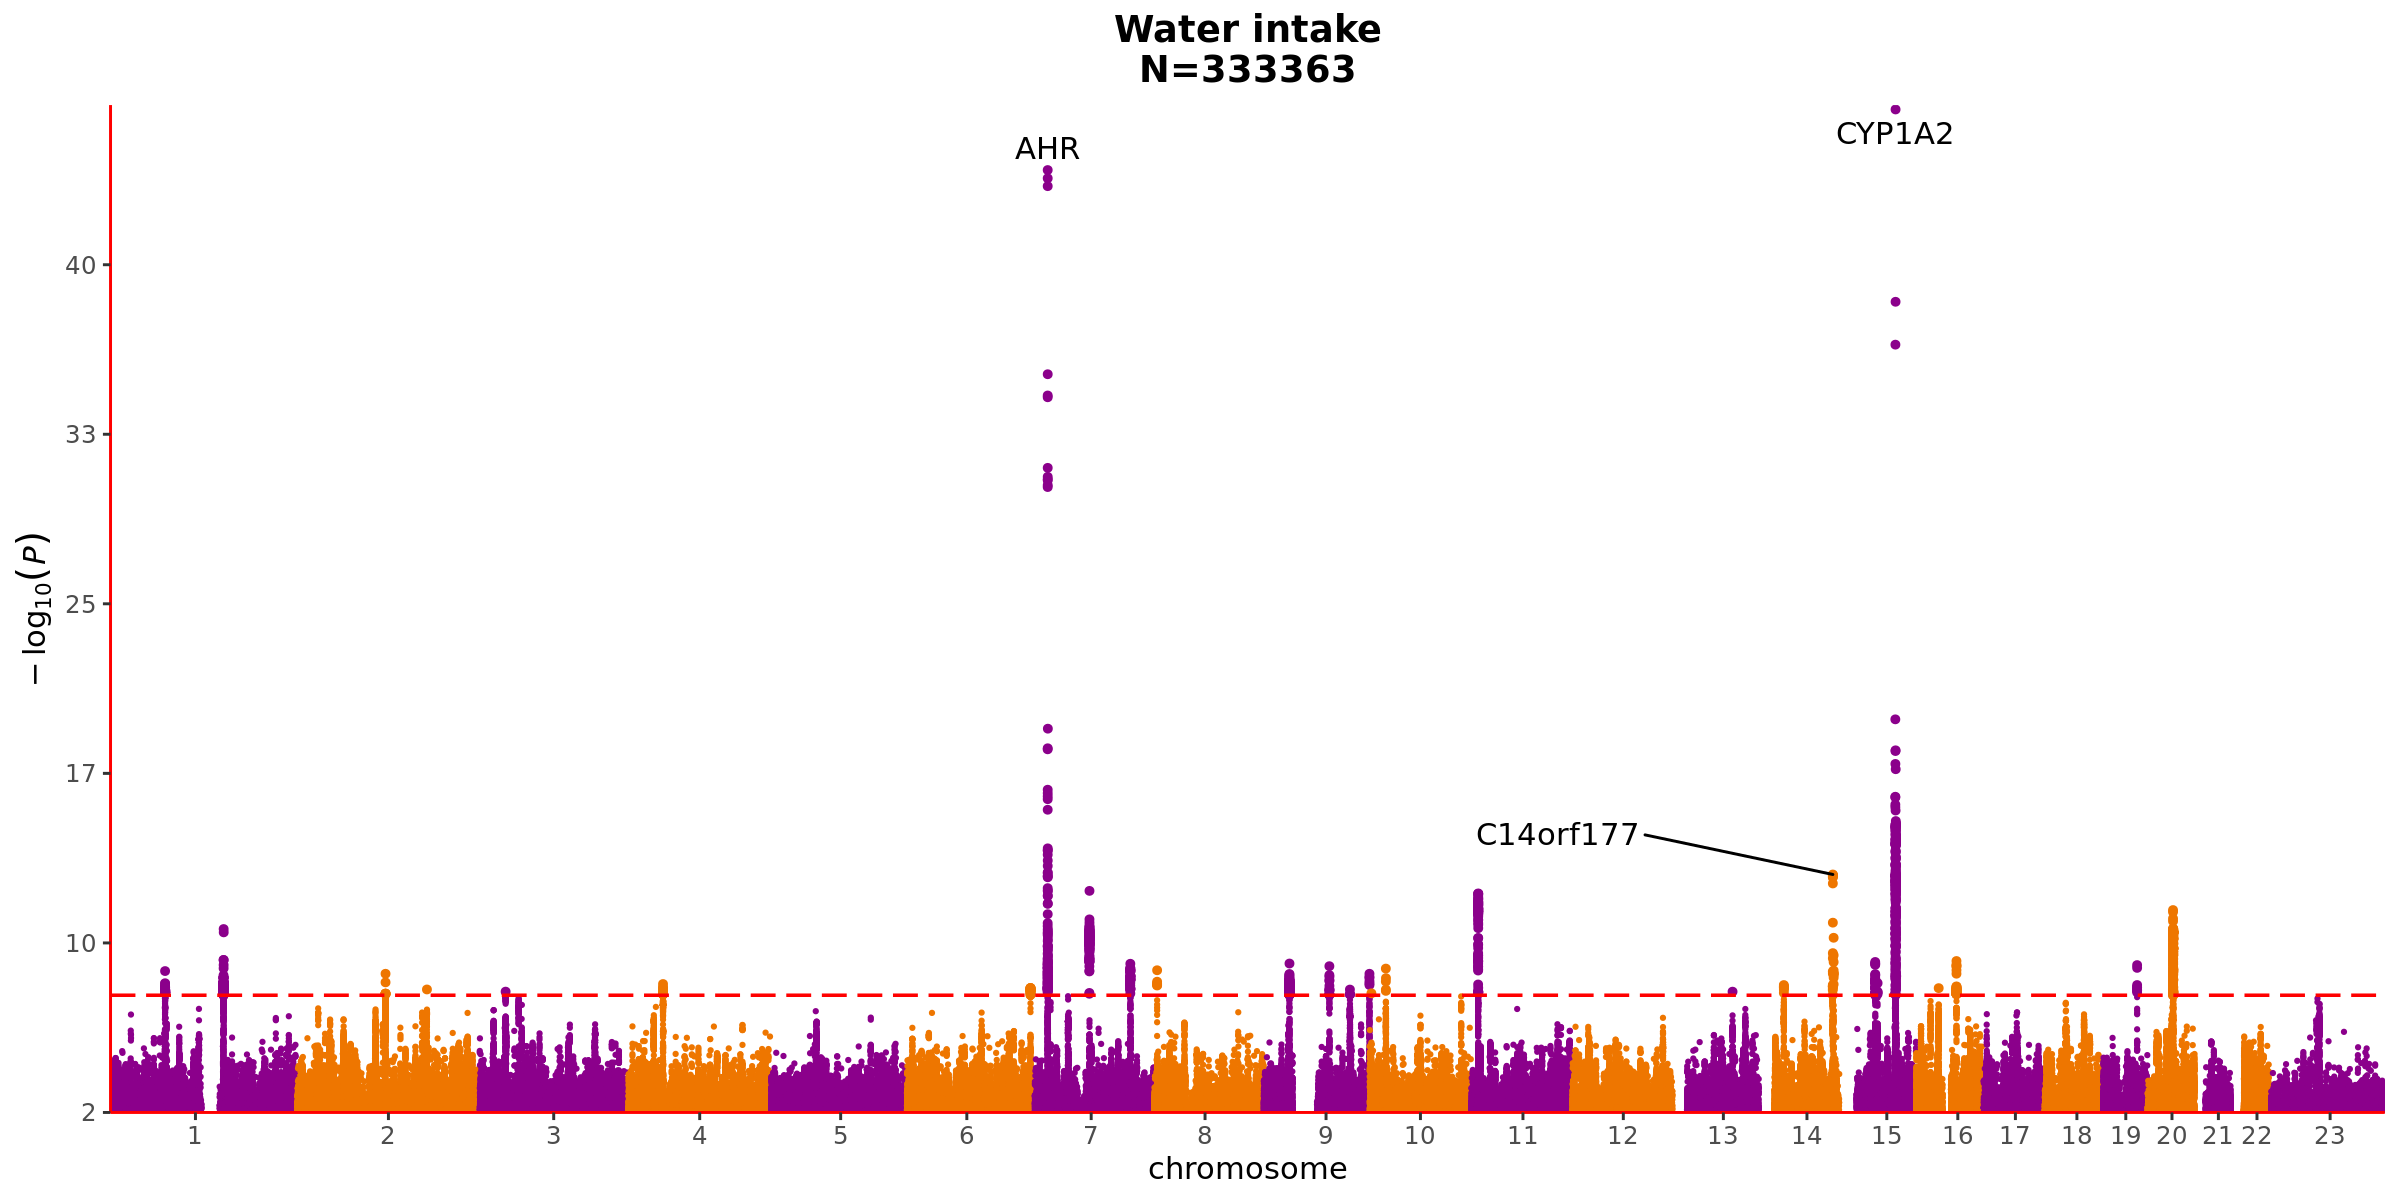 Water intake
N=333363
AHR
CYP1A2
C14orf177
− log10(P)
40
33
25
17
10
2
1 2 3 4 5 6 7 8 9 10 11 12 13 14 15 16 17 18 19 20 21 22 23
chromosome